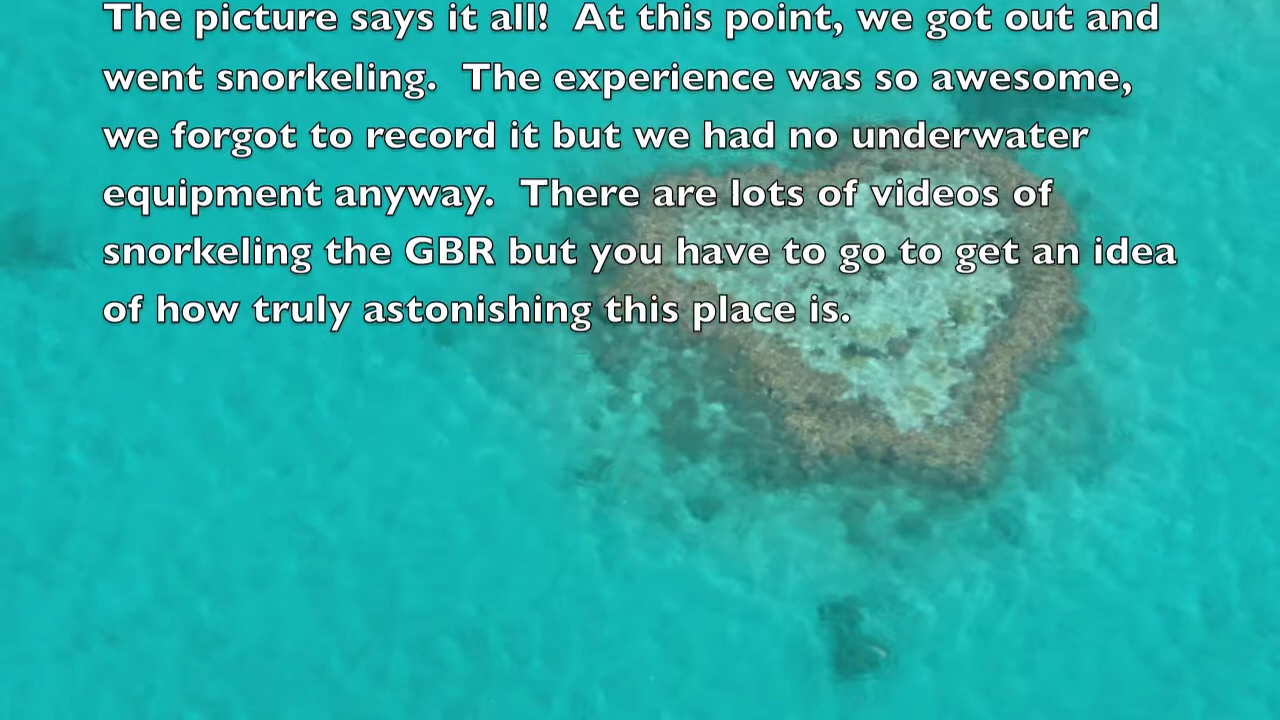 The picture says it all!  At this point, we got out and
went snorkeling.  The experience was so awesome,
we forgot to record it but we had no underwater
equipment anyway.  There are lots of videos of
snorkeling the GBR but you have to go to get an idea
of how truly astonishing this place is.